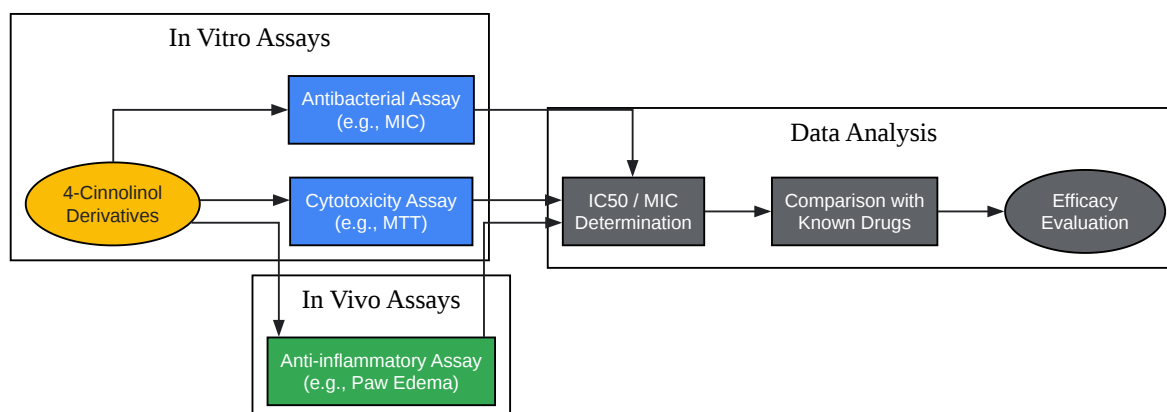 In Vitro Assays
Antibacterial Assay
(e.g., MIC)
4-Cinnolinol
Derivatives
Cytotoxicity Assay
(e.g., MTT)
In Vivo Assays
Anti-inflammatory Assay
(e.g., Paw Edema)
Data Analysis
IC50 / MIC
Determination
Comparison with
Known Drugs
Efficacy
Evaluation